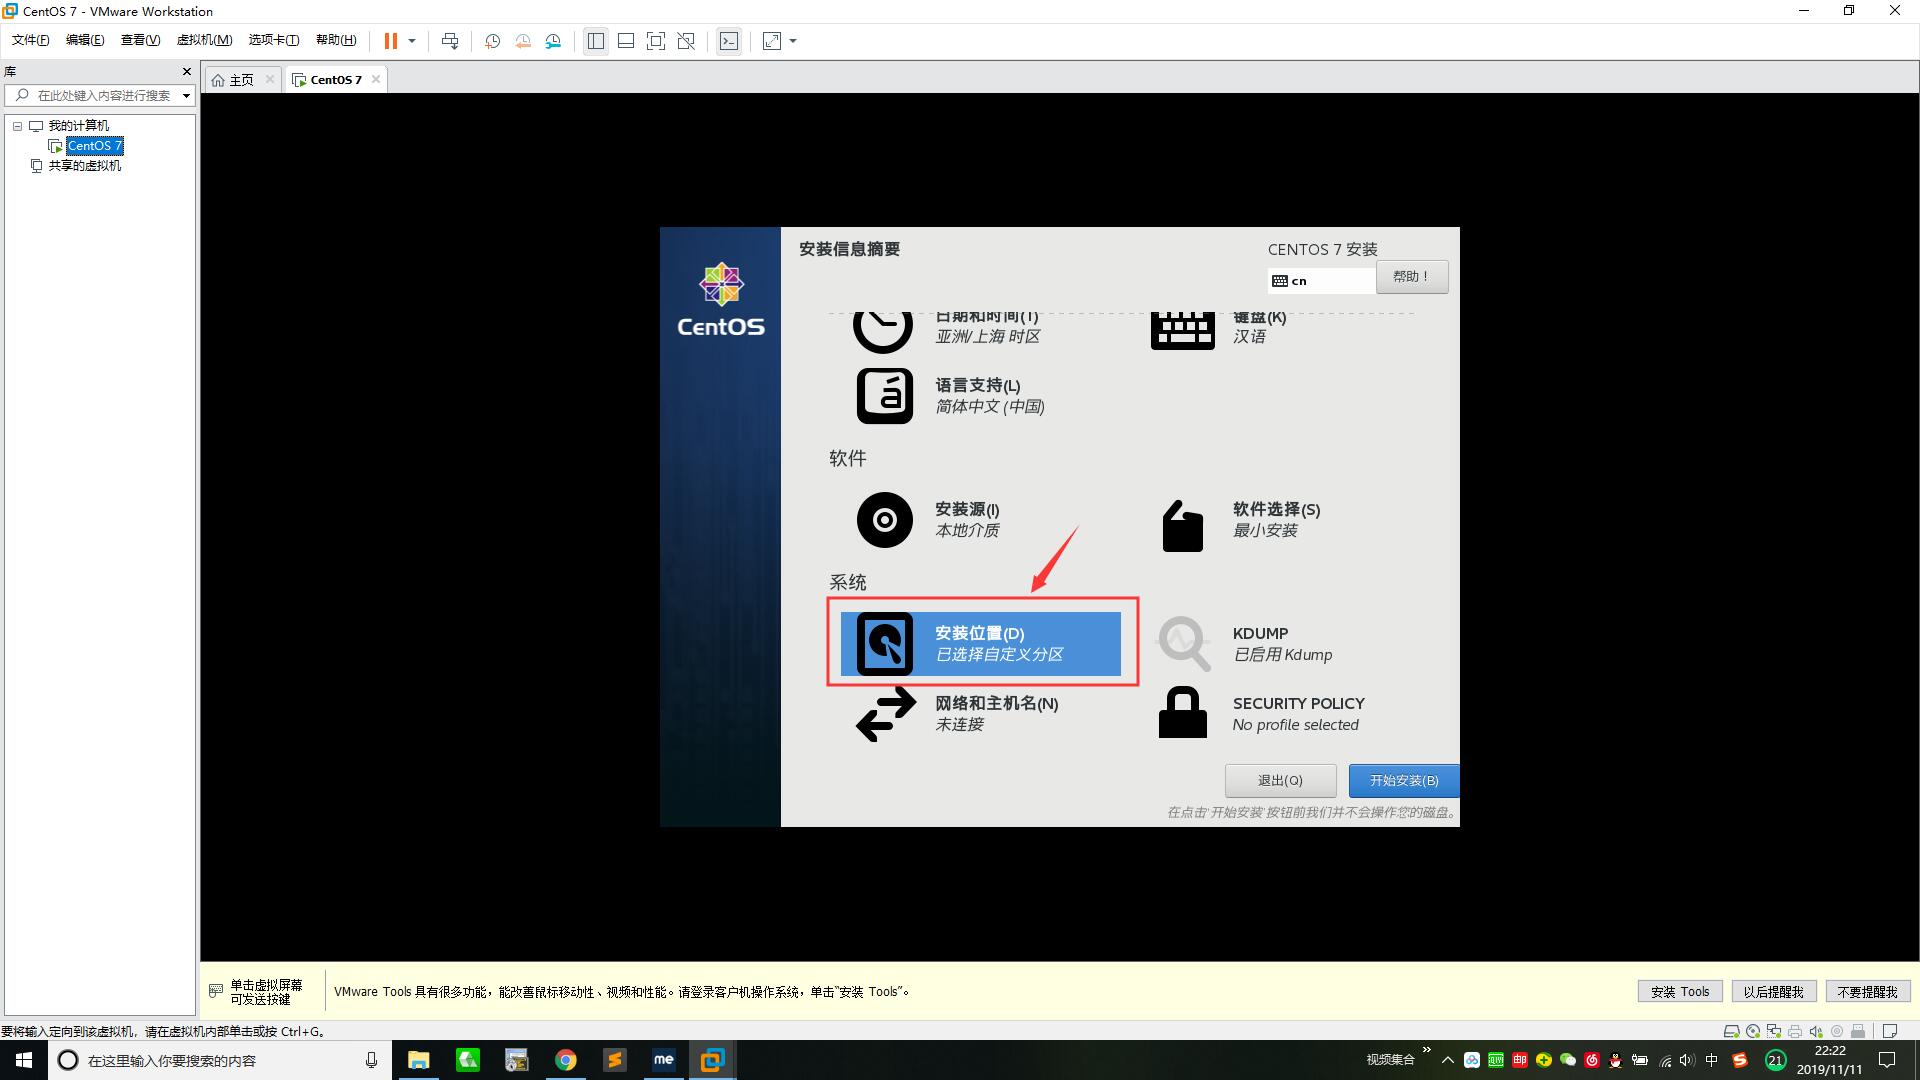 CentOS 7 - VMware Workstation
文件(F) 编辑(E) 查看(V) 虚拟机(M) 选项卡(T) 帮助(H)
库
主页
CentOS 7
在此处键入内容进行搜索
我的计算机
CentOS 7
共享的虚拟机
安装信息摘要
CENTOS 7 安装
cn
帮助！
CentOS
日期和时间(T)
亚洲/上海 时区
键盘(K)
汉语
语言支持(L)
简体中文 (中国)
软件
安装源(I)
本地介质
软件选择(S)
最小安装
系统
安装位置(D)
已选择自定义分区
KDUMP
已启用 Kdump
网络和主机名(N)
未连接
SECURITY POLICY
No profile selected
退出(Q)
开始安装(B)
在点击'开始安装'按钮前我们并不会操作您的磁盘。
单击虚拟屏幕
可发送按键
VMware Tools 具有很多功能，能改善鼠标移动性、视频和性能。请登录客户机操作系统，单击“安装 Tools”。
安装 Tools
以后提醒我
不要提醒我
要将输入定向到该虚拟机，请在虚拟机内部单击或按 Ctrl+G。
在这里输入你要搜索的内容
me
视频集合
中
21
22:22
2019/11/11